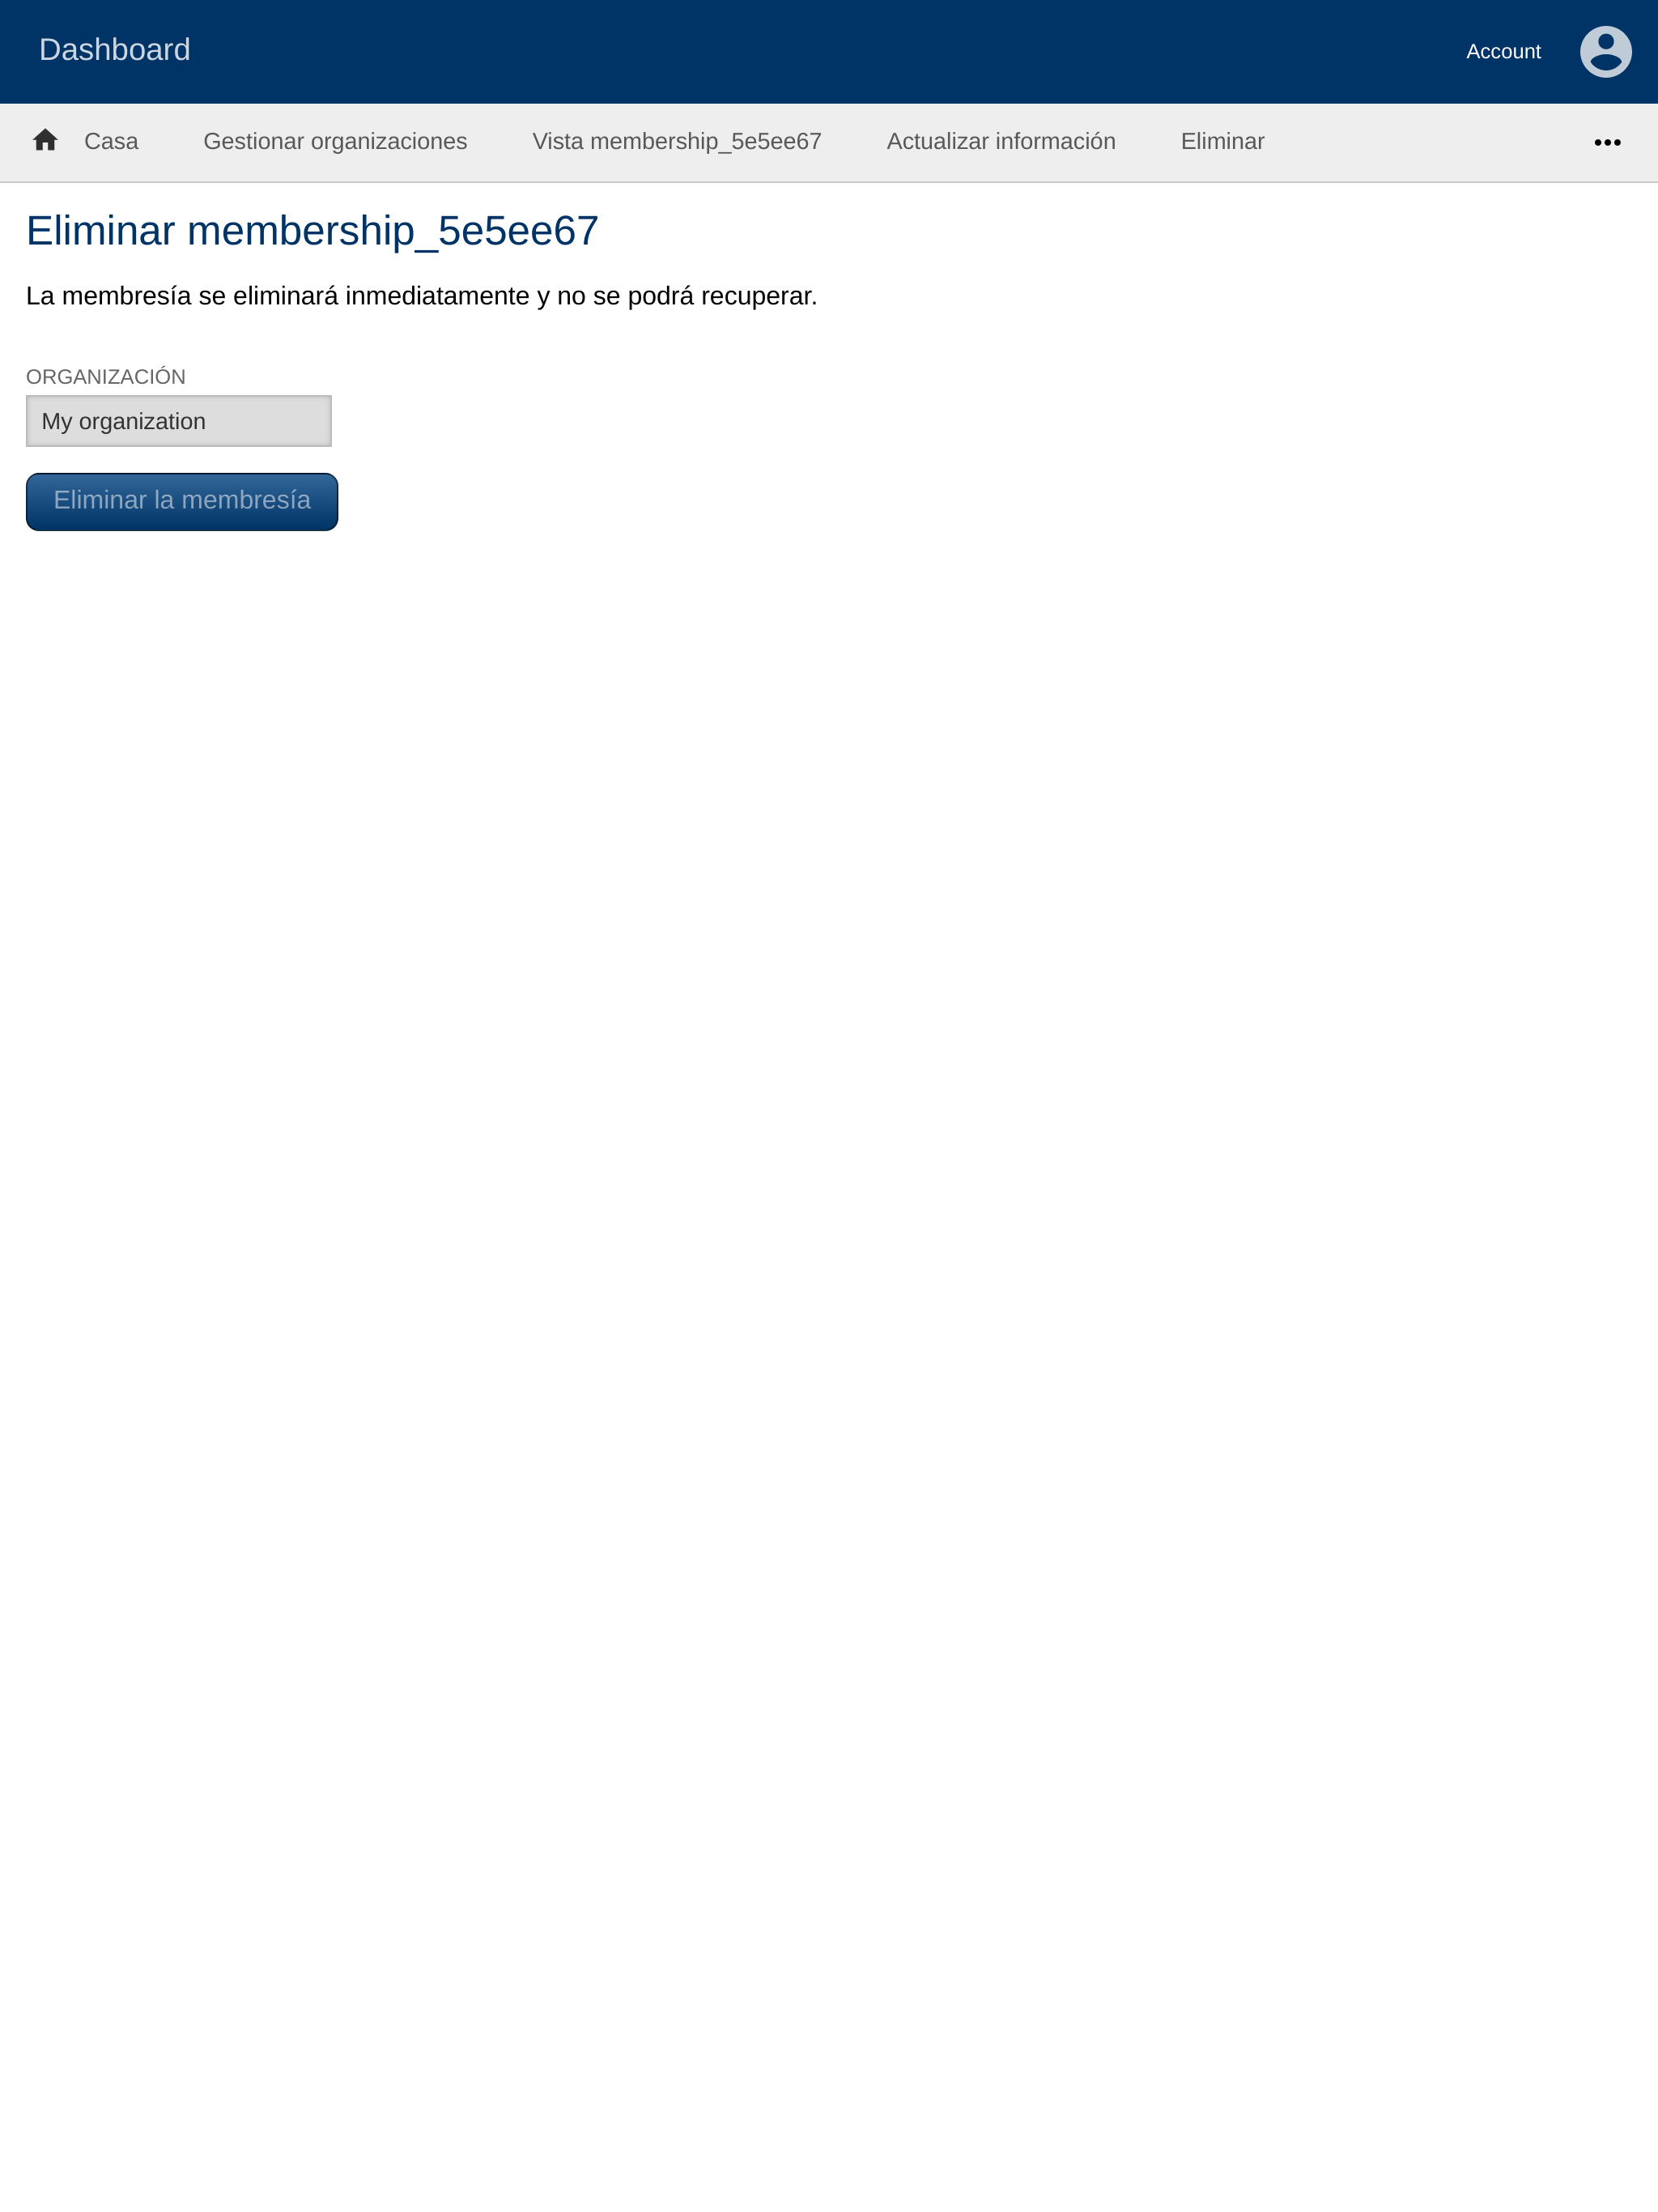 Dashboard
Account
Casa
Gestionar organizaciones
Vista membership_5e5ee67
Actualizar información
Eliminar
Eliminar membership_5e5ee67
La membresía se eliminará inmediatamente y no se podrá recuperar.
ORGANIZACIÓN
My organization
Eliminar la membresía